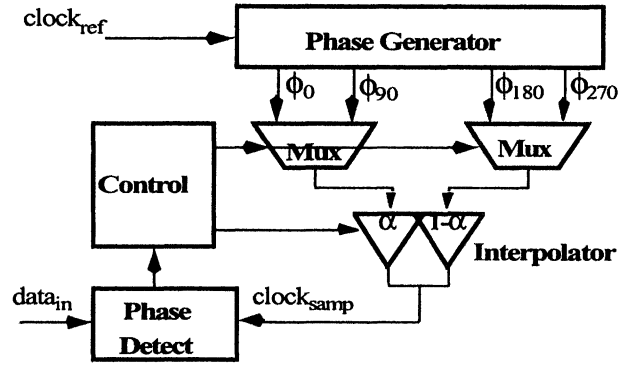 clock_ref
Phase Generator
ϕ0 ϕ90 ϕ180 ϕ270
Mux Mux
Control
α 1-α
Interpolator
data_in
clock_samp
Phase
Detect